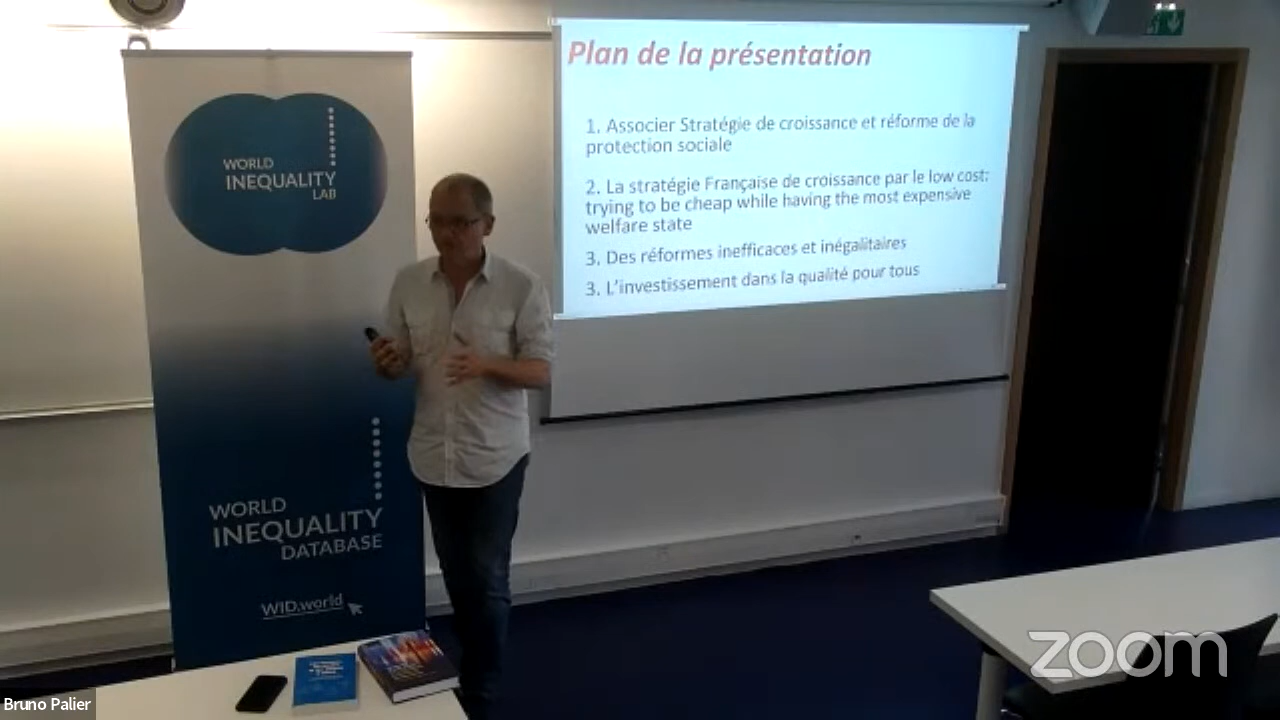 WORLD
INEQUALITY
LAB
WORLD
INEQUALITY
DATABASE
WID.world
Plan de la présentation
1. Associer Stratégie de croissance et réforme de la
protection sociale
2. La stratégie Française de croissance par le low cost:
trying to be cheap while having the most expensive
welfare state
3. Des réformes inefficaces et inégalitaires
3. L'investissement dans la qualité pour tous
zoom
Bruno Palier